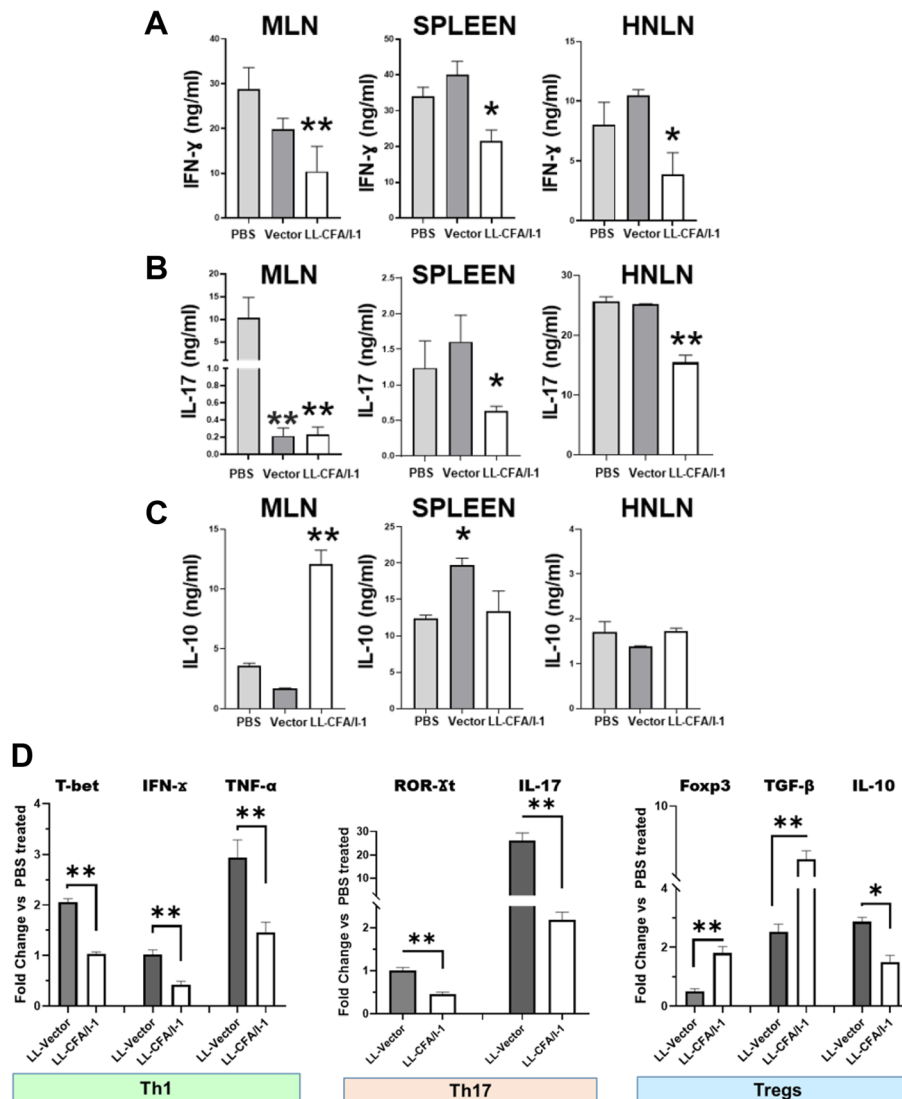 A
MLN
SPLEEN
HNLN
IFN-ɣ (ng/ml)
40
30
20
10
0
**
PBS Vector LL-CFA/I-1
IFN-ɣ (ng/ml)
50
40
30
20
10
0
*
PBS Vector LL-CFA/I-1
IFN-ɣ (ng/ml)
15
10
5
0
*
PBS Vector LL-CFA/I-1
B
MLN
SPLEEN
HNLN
IL-17 (ng/ml)
20
15
10
5
1.0
0.8
0.6
0.4
0.2
0.0
** **
PBS Vector LL-CFA/I-1
IL-17 (ng/ml)
2.5
2.0
1.5
1.0
0.5
0.0
*
PBS Vector LL-CFA/I-1
IL-17 (ng/ml)
30
20
10
0
**
PBS Vector LL-CFA/I-1
C
MLN
SPLEEN
HNLN
IL-10 (ng/ml)
15
10
5
0
**
PBS Vector LL-CFA/I-1
IL-10 (ng/ml)
25
20
15
10
5
0
*
PBS Vector LL-CFA/I-1
IL-10 (ng/ml)
4
3
2
1
0
PBS Vector LL-CFA/I-1
D
T-bet IFN-ɤ TNF-α
Fold Change vs PBS treated
4
3
2
1
0
** ** **
LL-Vector
LL-CFA/I-1
LL-Vector
LL-CFA/I-1
LL-Vector
LL-CFA/I-1
Th1
ROR-ɤt IL-17
Fold Change vs PBS treated
30
20
10
2
1
0
** **
LL-Vector
LL-CFA/I-1
LL-Vector
LL-CFA/I-1
Th17
Foxp3 TGF-β IL-10
Fold Change vs PBS treated
10
4
2
0
** ** *
LL-Vector
LL-CFA/I-1
LL-Vector
LL-CFA/I-1
LL-Vector
LL-CFA/I-1
Tregs